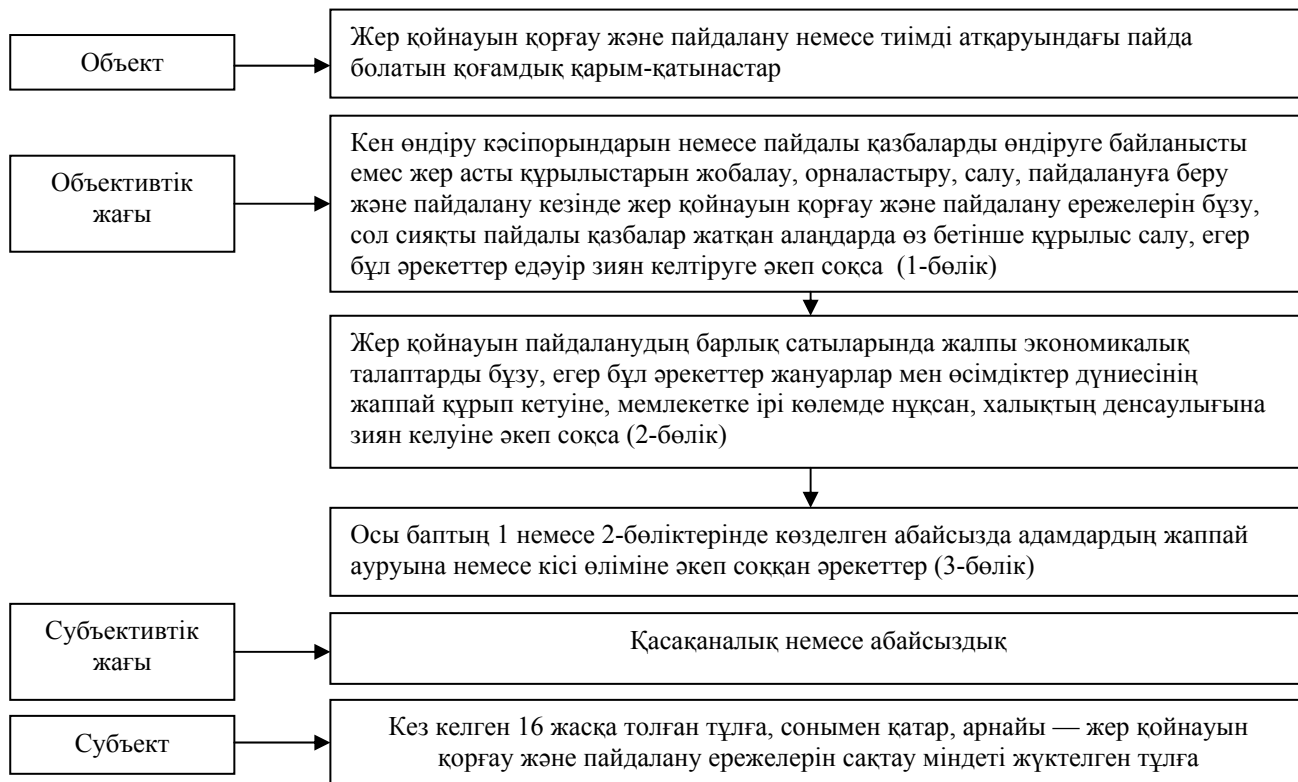 Объект
Жер қойнауын қорғау және пайдалану немесе тиімді атқаруындағы пайда
болатын қоғамдық қарым-қатынастар
Объективтік
жағы
Кен өндіру кәсіпорындарын немесе пайдалы қазбаларды өндіруге байланысты
емес жер асты құрылыстарын жобалау, орналастыру, салу, пайдалануға беру
және пайдалану кезінде жер қойнауын қорғау және пайдалану ережелерін бұзу,
сол сияқты пайдалы қазбалар жатқан алаңдарда өз бетінше құрылыс салу, егер
бұл әрекеттер едәуір зиян келтіруге әкеп соқса (1-бөлік)
Жер қойнауын пайдаланудың барлық сатыларында жалпы экономикалық
талаптарды бұзу, егер бұл әрекеттер жануарлар мен өсімдіктер дүниесінің
жаппай құрып кетуіне, мемлекетке ірі көлемде нұқсан, халықтың денсаулығына
зиян келуіне әкеп соқса (2-бөлік)
Осы баптың 1 немесе 2-бөліктерінде көзделген абайсызда адамдардың жаппай
ауруына немесе кісі өліміне әкеп соққан әрекеттер (3-бөлік)
Субъективтік
жағы
Қасақаналық немесе абайсыздық
Субъект
Кез келген 16 жасқа толған тұлға, сонымен қатар, арнайы — жер қойнауын
қорғау және пайдалану ережелерін сақтау міндеті жүктелген тұлға